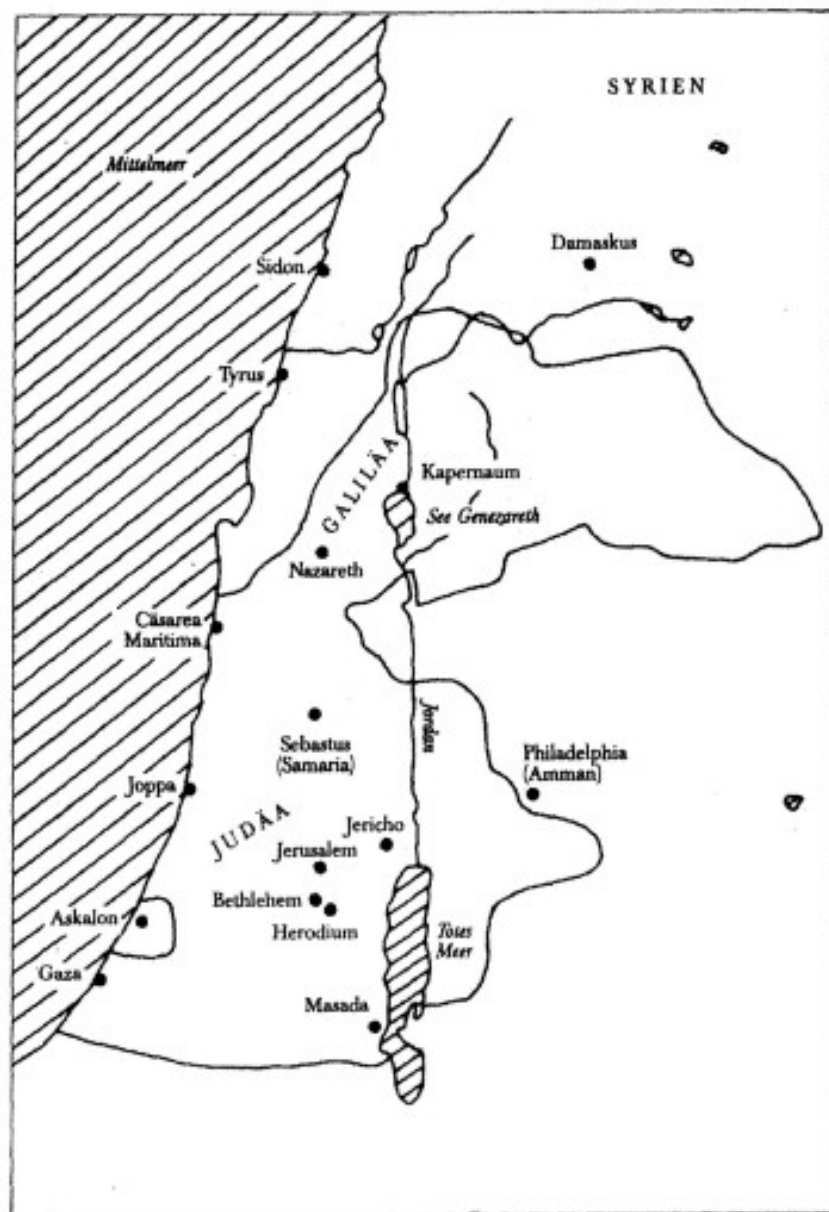 SYRIEN
Mittelmeer
Damaskus
Sidon
Tyrus
GALILÄA
Kapernaum
See Genezareth
Nazareth
Cäsarea
Maritima
Jordan
Sebastus
(Samaria)
Philadelphia
(Amman)
Joppa
JUDÄA
Jericho
Jerusalem
Bethlehem
Herodium
Askalon
Totes
Meer
Gaza
Masada